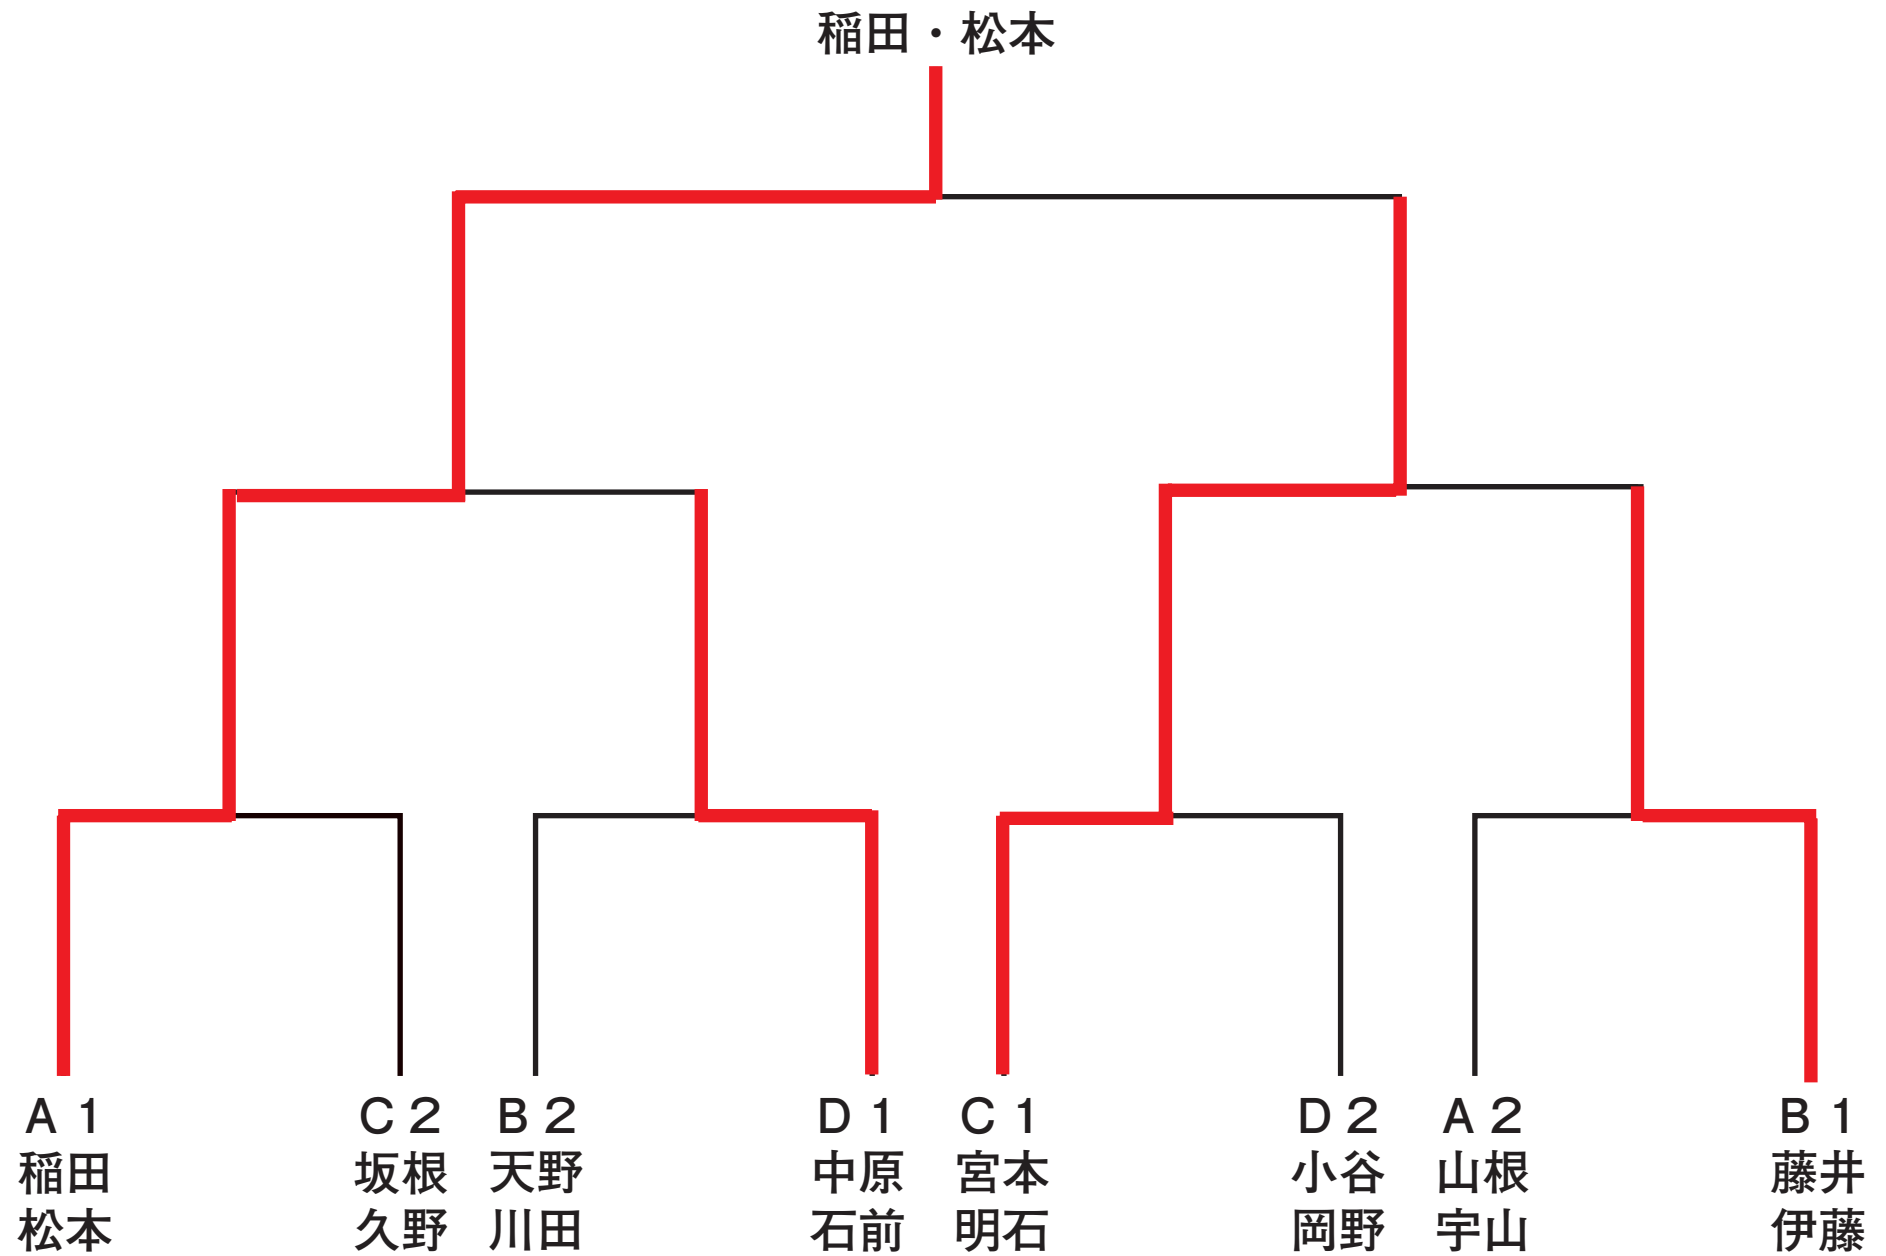 稲田・松本
A１ C２ B２ D１ C１ D２ A２ B１
稲田 坂根 天野 中原 宮本 小谷 山根 藤井
松本 久野 川田 石前 明石 岡野 宇山 伊藤